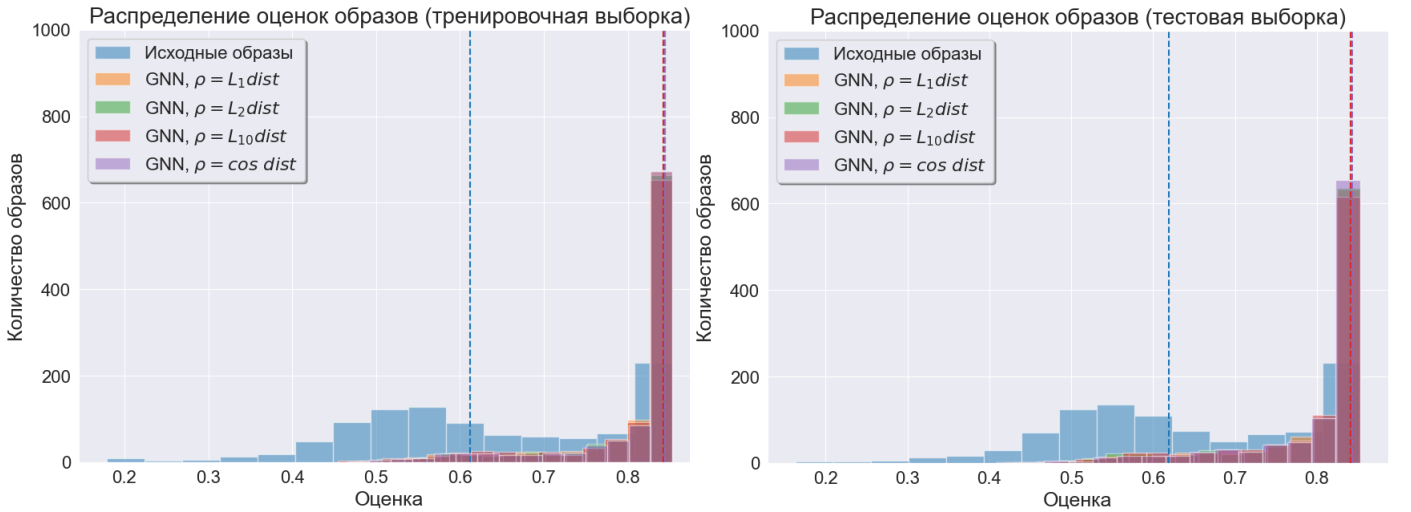 Распределение оценок образов (тренировочная выборка)
1000
800
600
400
200
0
Количество образов
Исходные образы
GNN, ρ = L₁dist
GNN, ρ = L₂dist
GNN, ρ = L₁₀dist
GNN, ρ = cos dist
0.2 0.3 0.4 0.5 0.6 0.7 0.8
Оценка
Распределение оценок образов (тестовая выборка)
1000
800
600
400
200
0
Количество образов
Исходные образы
GNN, ρ = L₁dist
GNN, ρ = L₂dist
GNN, ρ = L₁₀dist
GNN, ρ = cos dist
0.2 0.3 0.4 0.5 0.6 0.7 0.8
Оценка